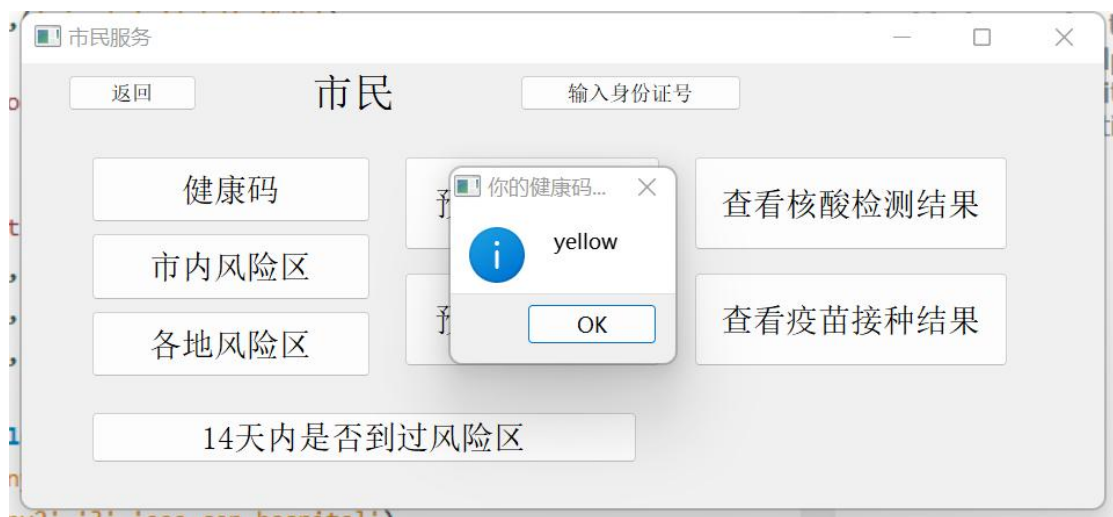 市民服务
返回
市民
输入身份证号
健康码
预
查看核酸检测结果
你的健康码...
yellow
OK
市内风险区
预
查看疫苗接种结果
各地风险区
14天内是否到过风险区